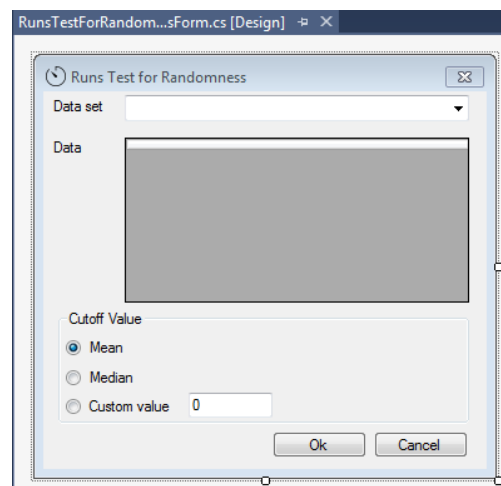 RunsTestForRandom...sForm.cs [Design]
Runs Test for Randomness
Data set
Data
Cutoff Value
Mean
Median
Custom value 0
Ok Cancel